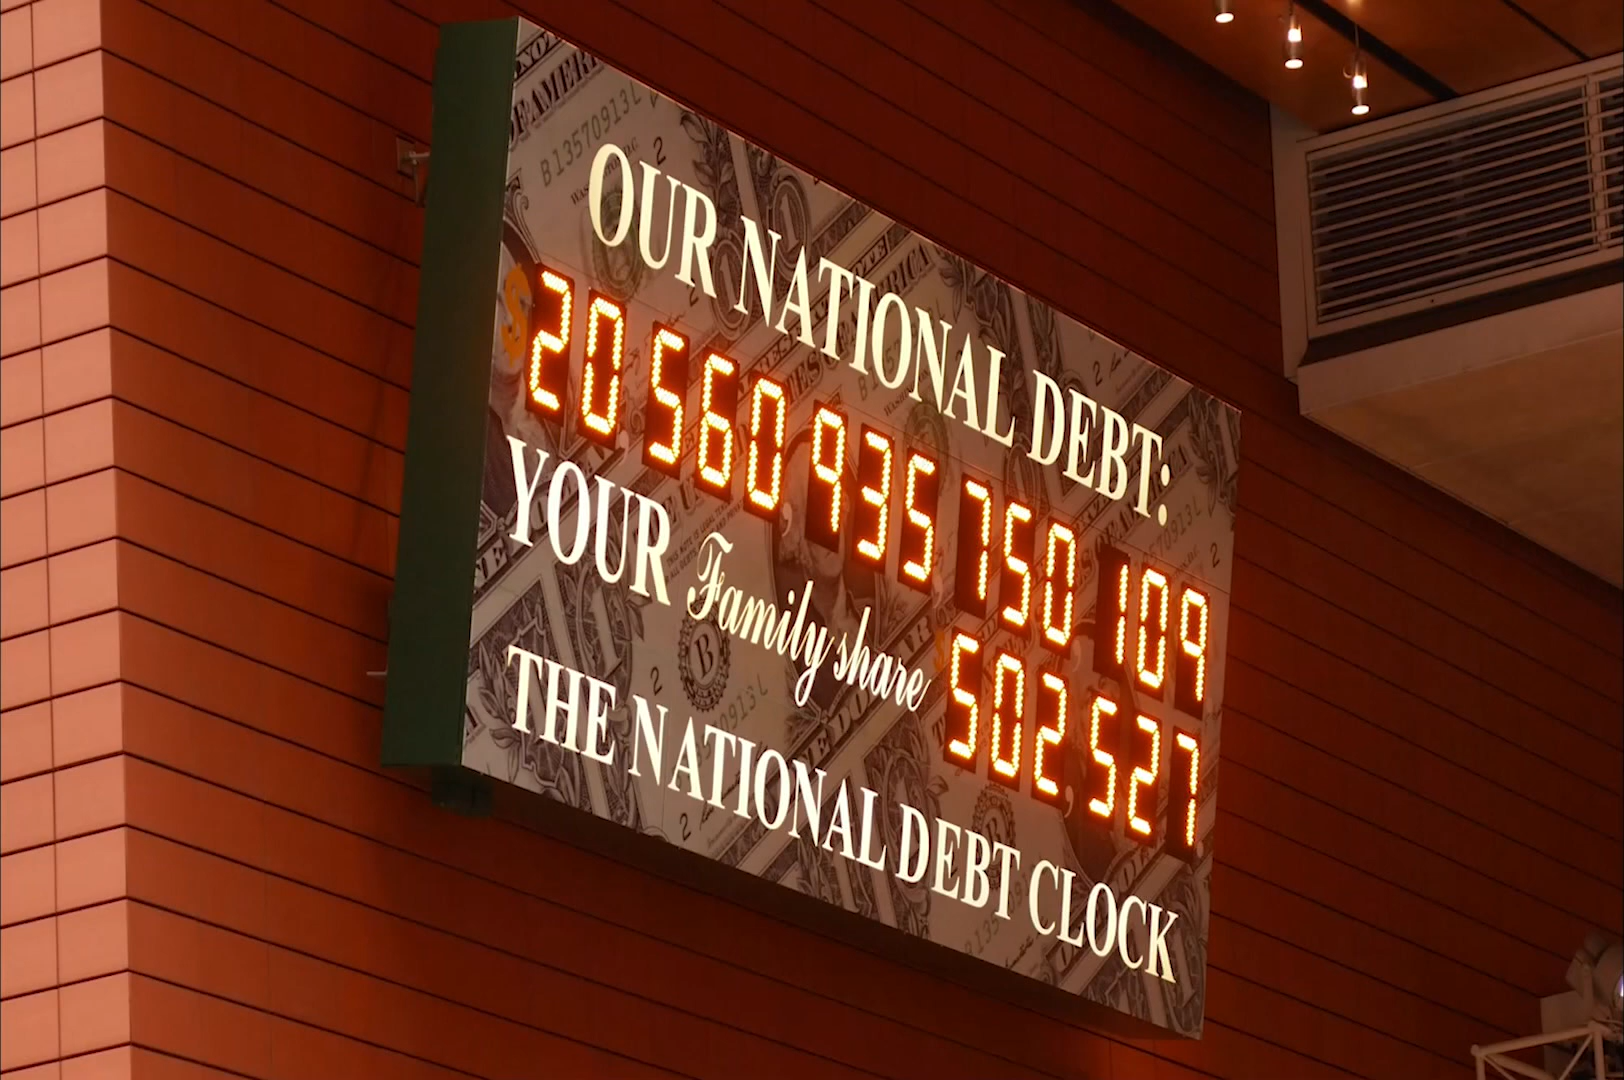 OUR NATIONAL DEBT:
$20,560,935,750,109
YOUR Family share $502,527
THE NATIONAL DEBT CLOCK